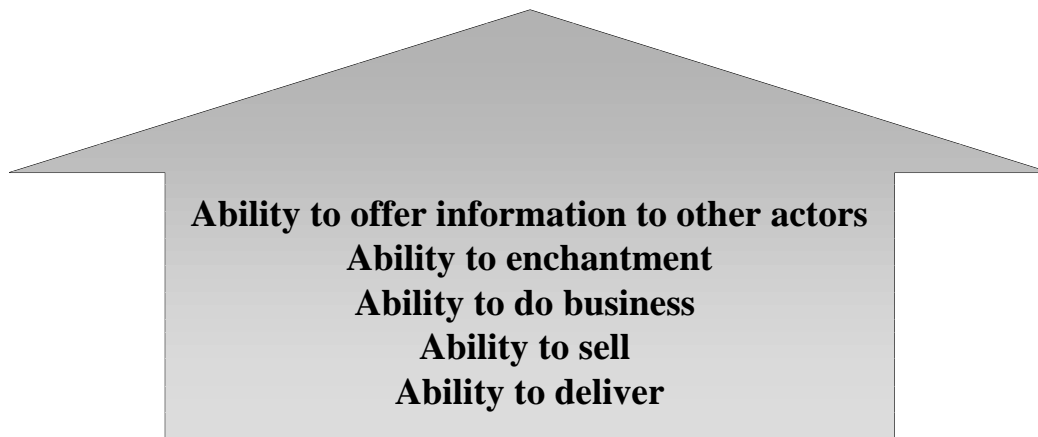 Ability to offer information to other actors
Ability to enchantment
Ability to do business
Ability to sell
Ability to deliver